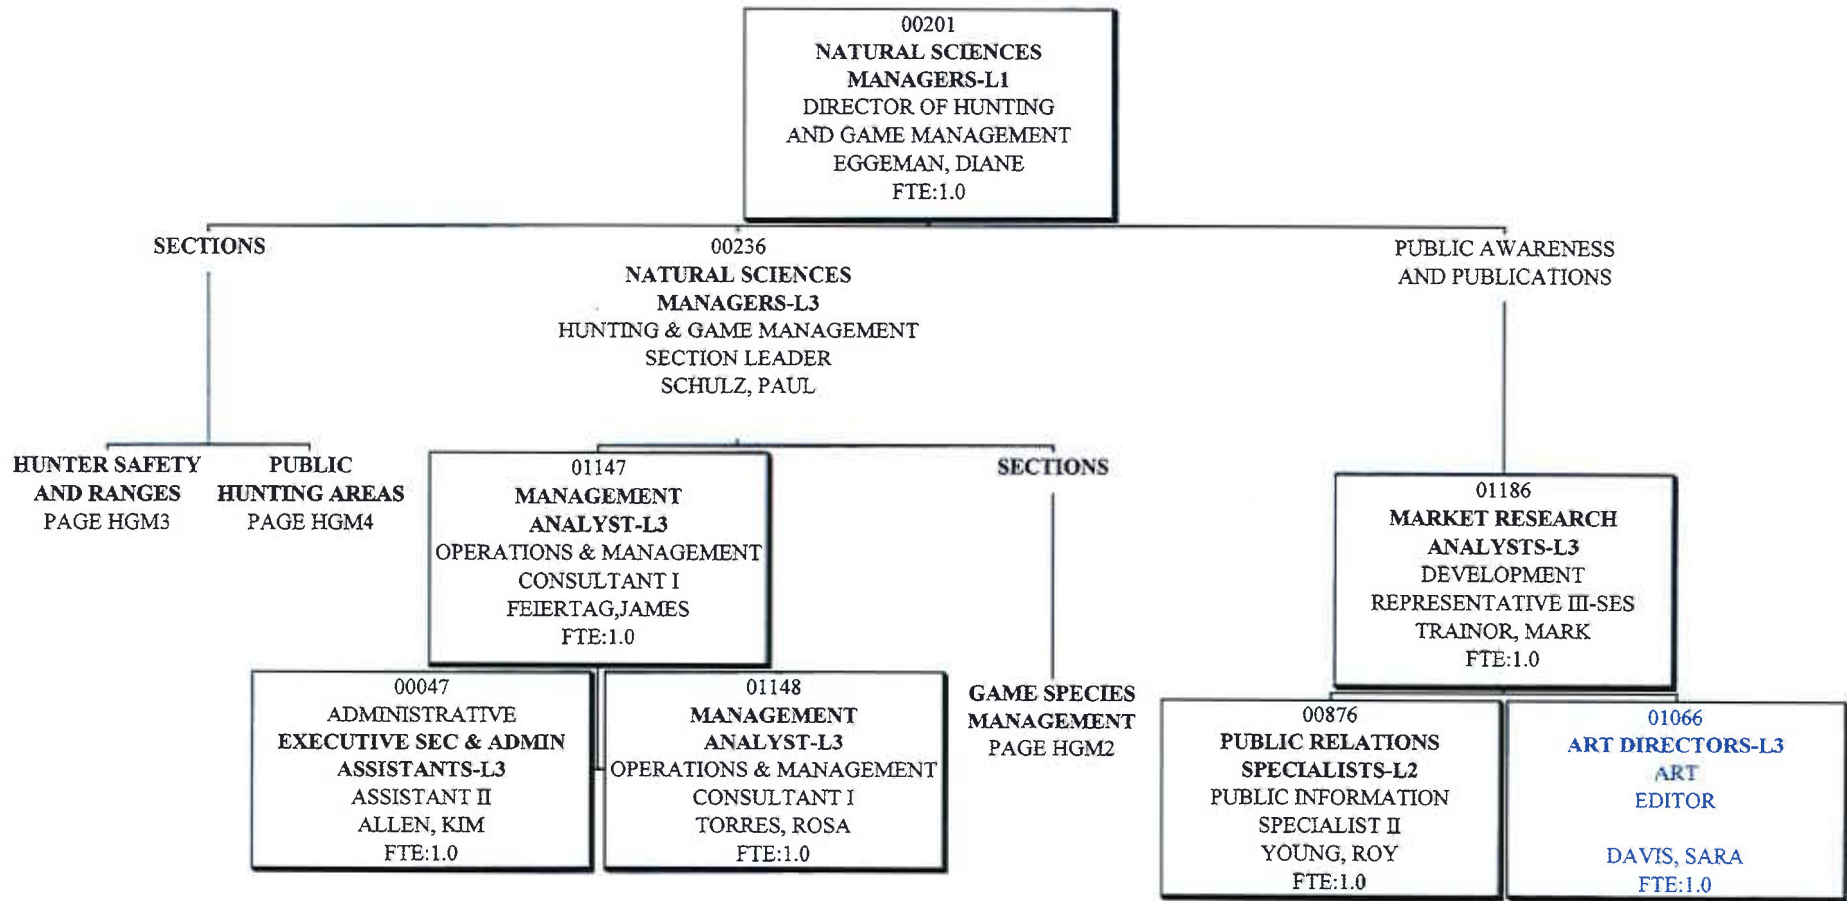 00201
NATURAL SCIENCES
MANAGERS-L1
DIRECTOR OF HUNTING
AND GAME MANAGEMENT
EGGEMAN, DIANE
FTE:1.0
SECTIONS
00236
NATURAL SCIENCES
MANAGERS-L3
HUNTING & GAME MANAGEMENT
SECTION LEADER
SCHULZ, PAUL
PUBLIC AWARENESS
AND PUBLICATIONS
HUNTER SAFETY
AND RANGES
PAGE HGM3
PUBLIC
HUNTING AREAS
PAGE HGM4
01147
MANAGEMENT
ANALYST-L3
OPERATIONS & MANAGEMENT
CONSULTANT I
FEIERTAG,JAMES
FTE:1.0
SECTIONS
01186
MARKET RESEARCH
ANALYSTS-L3
DEVELOPMENT
REPRESENTATIVE III-SES
TRAINOR, MARK
FTE:1.0
00047
ADMINISTRATIVE
EXECUTIVE SEC & ADMIN
ASSISTANTS-L3
ASSISTANT II
ALLEN, KIM
FTE:1.0
01148
MANAGEMENT
ANALYST-L3
OPERATIONS & MANAGEMENT
CONSULTANT I
TORRES, ROSA
FTE:1.0
GAME SPECIES
MANAGEMENT
PAGE HGM2
00876
PUBLIC RELATIONS
SPECIALISTS-L2
PUBLIC INFORMATION
SPECIALIST II
YOUNG, ROY
FTE:1.0
01066
ART DIRECTORS-L3
ART
EDITOR
DAVIS, SARA
FTE:1.0